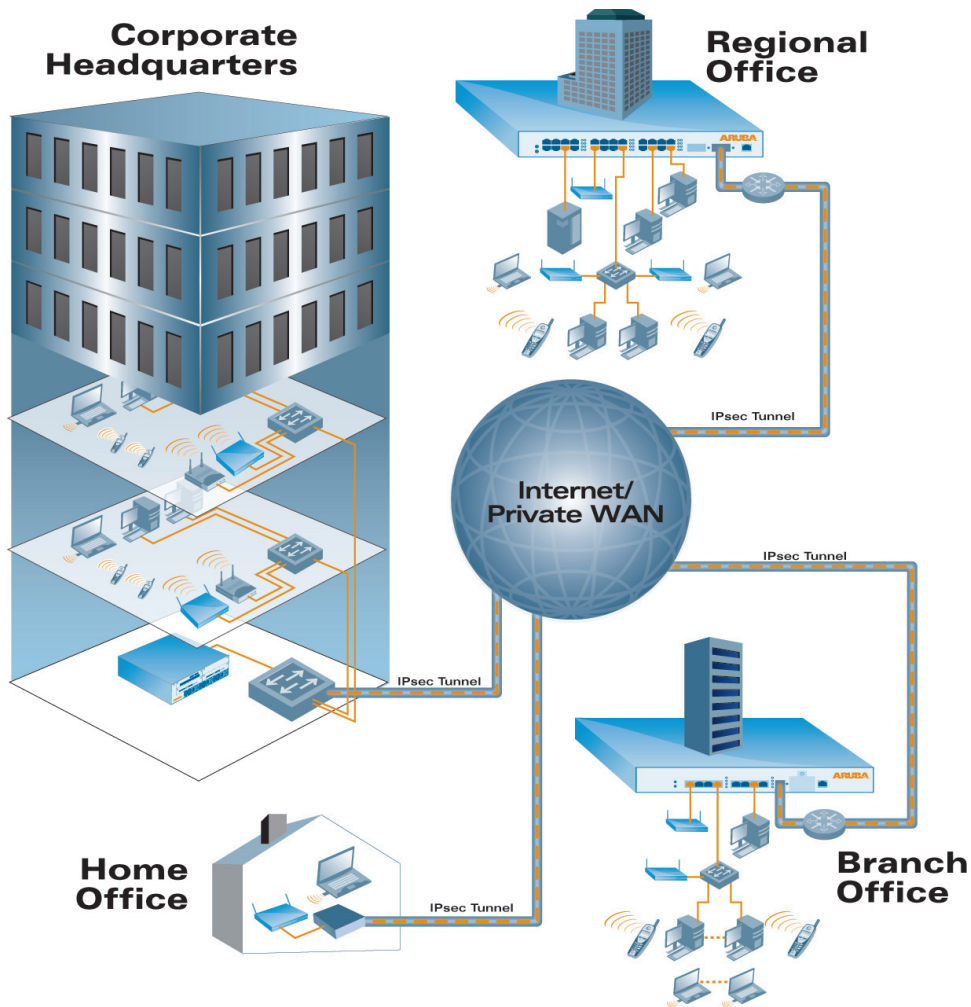 Corporate
Headquarters
Regional
Office
ARUBA
IPsec Tunnel
Internet/
Private WAN
IPsec Tunnel
IPsec Tunnel
ARUBA
Home
Office
IPsec Tunnel
Branch
Office